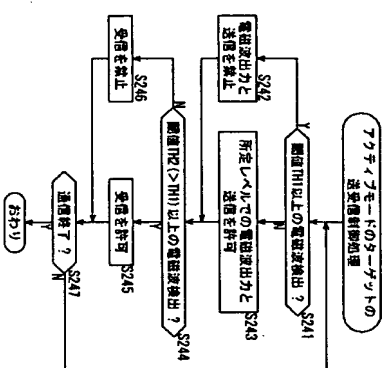 アクティブモードのターゲットの
送受信制御処理
閾値TH1以上の電磁波検出？
S241
Y
N
電磁波出力と
送信を禁止
S242
所定レベルでの電磁波出力と
送信を許可
S243
閾値TH2(>TH1)以上の電磁波検出？
S244
N
Y
受信を禁止
S246
受信を許可
S245
通信終了？
S247
N
Y
おわり